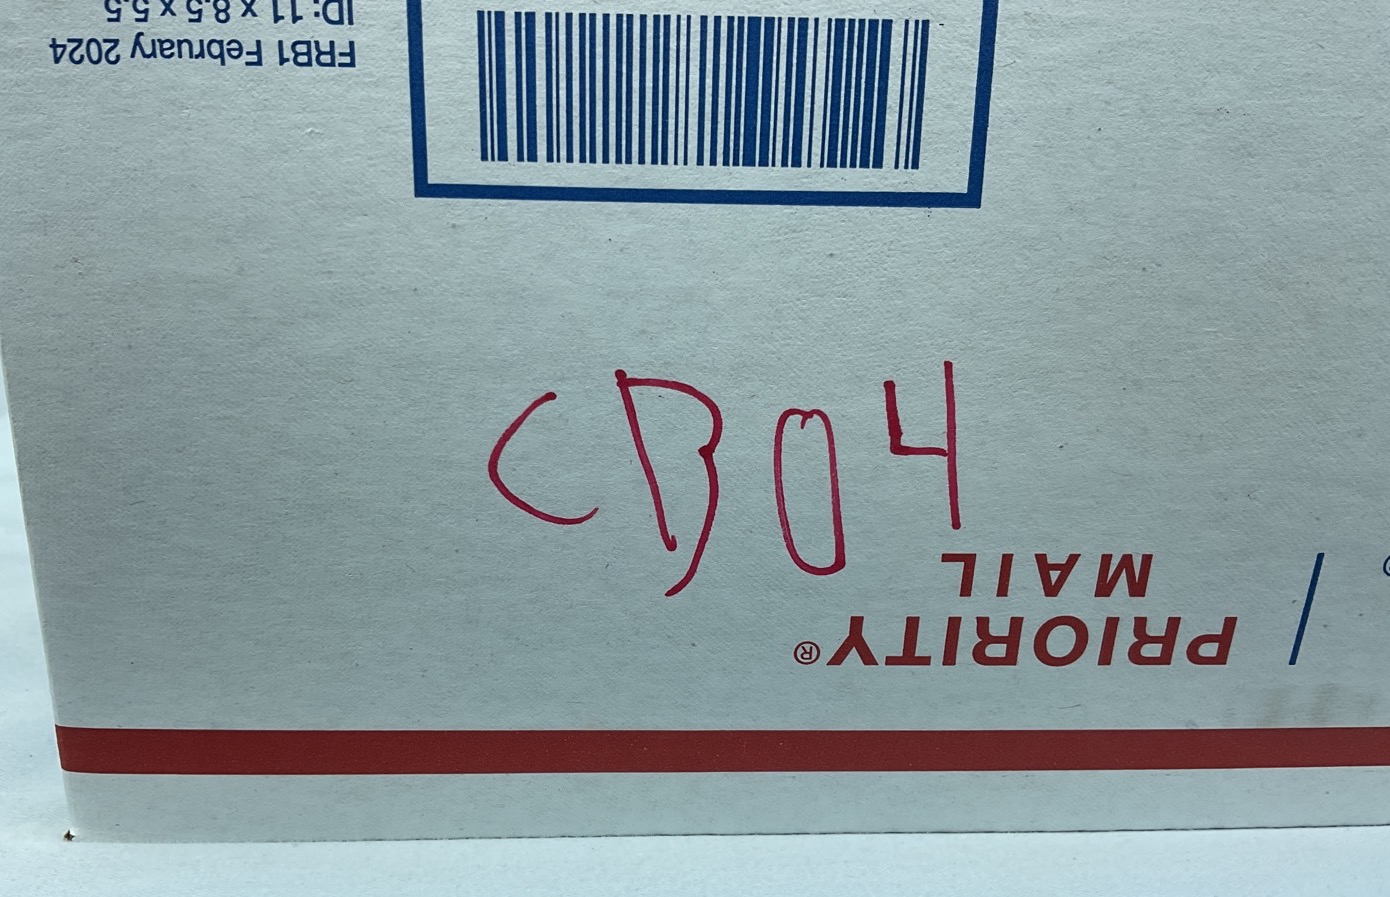 CB04
PRIORITY®
MAIL
FRB1 February 2024
ID: 11 x 8.5 x 5.5